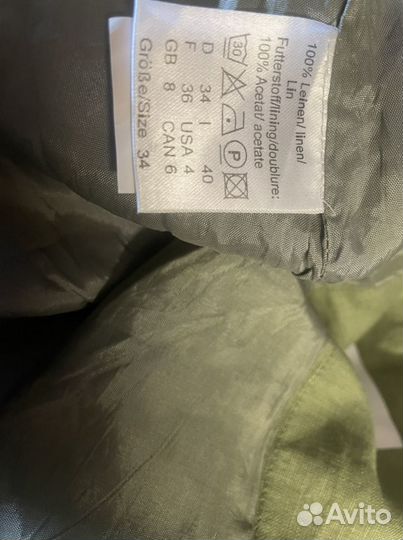 100% Leinen/ linen/
Lin
Futterstoff/lining/doublure:
100% Acetat/ acetate
30 P
D 34 I 40
F 36 USA 4
GB 8 CAN 6
Größe/Size 34
Avito